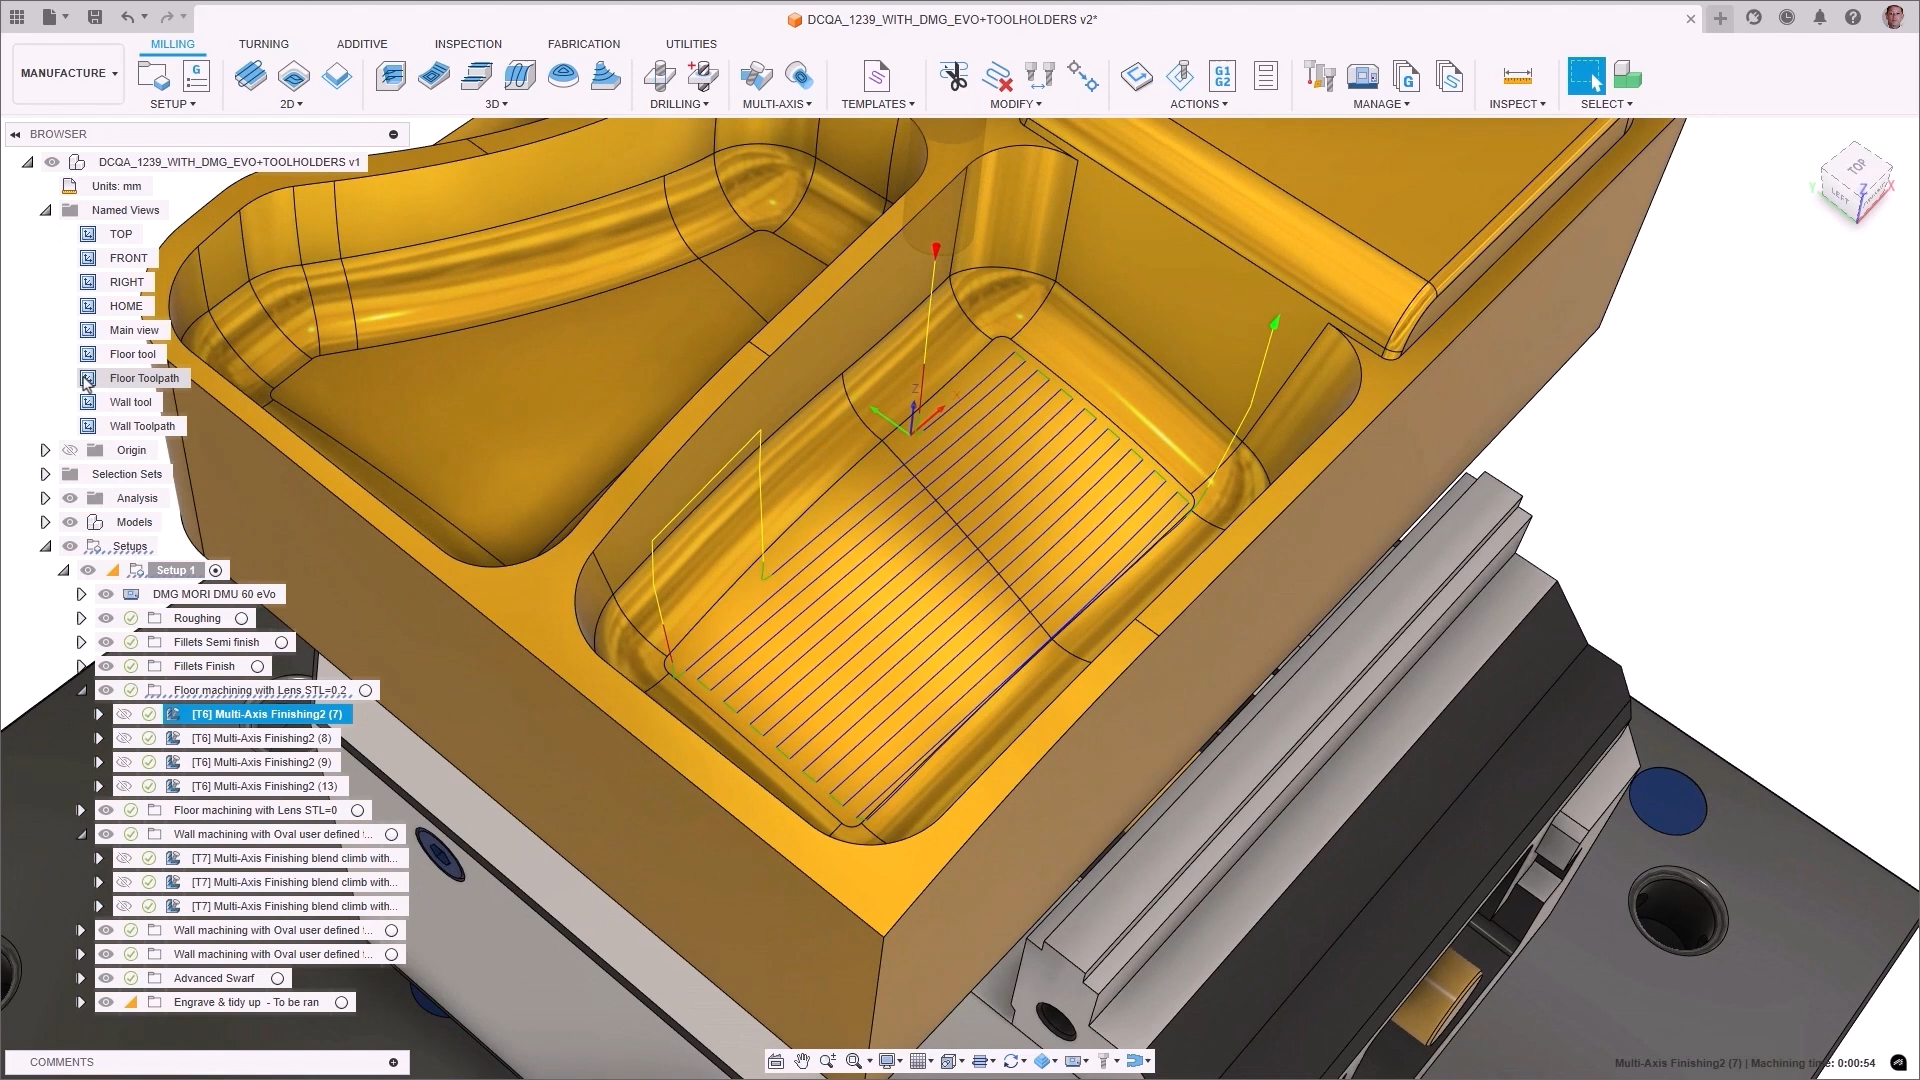 DCQA_1239_WITH_DMG_EVO+TOOLHOLDERS v2*
MANUFACTURE
MILLING TURNING ADDITIVE INSPECTION FABRICATION UTILITIES
G
G1
G2
G
SETUP 2D 3D DRILLING MULTI-AXIS TEMPLATES MODIFY ACTIONS MANAGE INSPECT SELECT
BROWSER
DCQA_1239_WITH_DMG_EVO+TOOLHOLDERS v1
Units: mm
Named Views
TOP
FRONT
RIGHT
HOME
Main view
Floor tool
Floor Toolpath
Wall tool
Wall Toolpath
Origin
Selection Sets
Analysis
Models
Setups
Setup 1
DMG MORI DMU 60 eVo
Roughing
Fillets Semi finish
Fillets Finish
Floor machining with Lens STL=0.2
[T6] Multi-Axis Finishing2 (7)
[T6] Multi-Axis Finishing2 (8)
[T6] Multi-Axis Finishing2 (9)
[T6] Multi-Axis Finishing2 (13)
Floor machining with Lens STL=0
Wall machining with Oval user defined t...
[T7] Multi-Axis Finishing blend climb with...
[T7] Multi-Axis Finishing blend climb with...
[T7] Multi-Axis Finishing blend climb with...
Wall machining with Oval user defined t...
Wall machining with Oval user defined t...
Advanced Swarf
Engrave & tidy up - To be ran
COMMENTS
TOP
LEFT
Y Z X
Z
Multi-Axis Finishing2 (7) | Machining time: 0:00:54